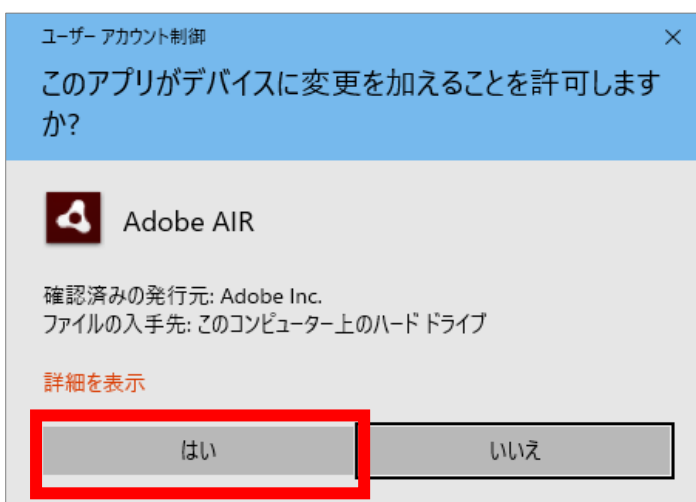 ユーザー アカウント制御
このアプリがデバイスに変更を加えることを許可します
か?
Adobe AIR
確認済みの発行元: Adobe Inc.
ファイルの入手先: このコンピューター上のハード ドライブ
詳細を表示
はい
いいえ